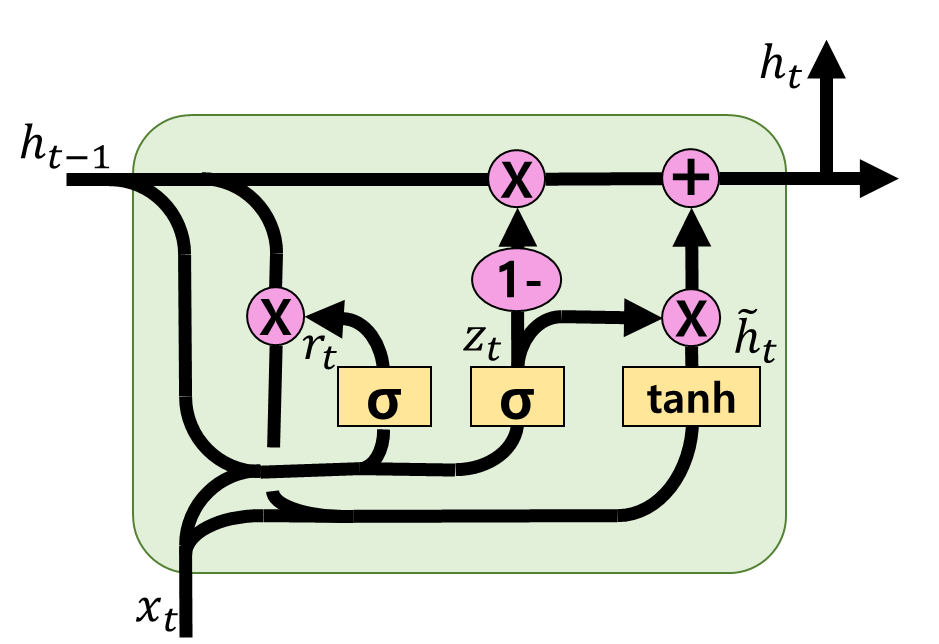 h_t
h_{t−1}
X
+
1-
X
r_t
z_t
X
h̃_t
σ
σ
tanh
x_t